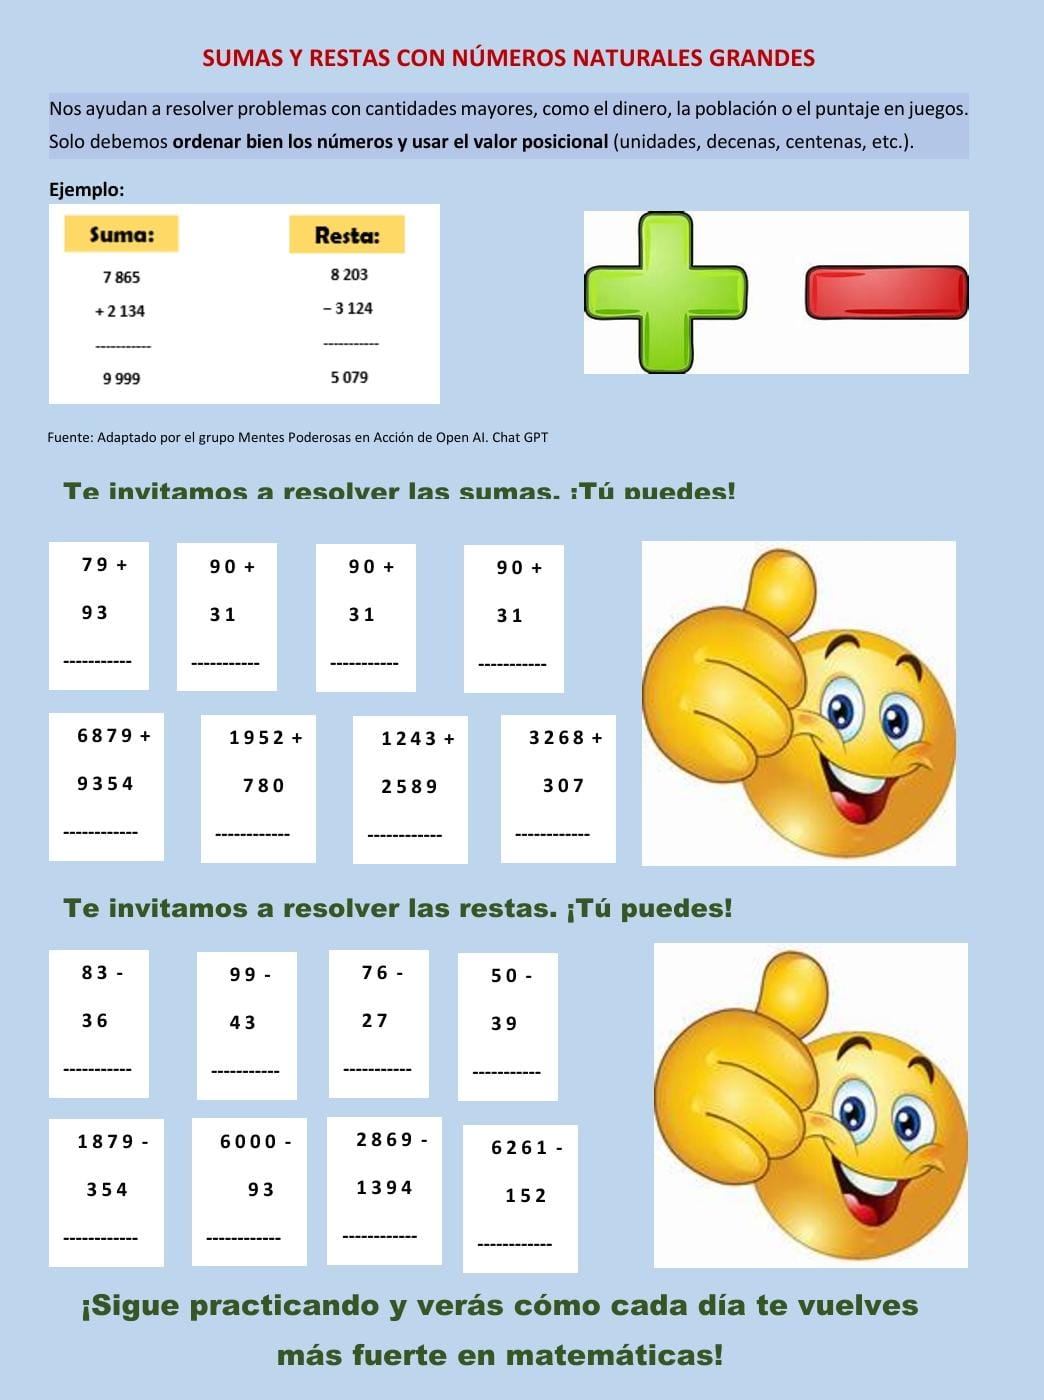 SUMAS Y RESTAS CON NÚMEROS NATURALES GRANDES
Nos ayudan a resolver problemas con cantidades mayores, como el dinero, la población o el puntaje en juegos.
Solo debemos ordenar bien los números y usar el valor posicional (unidades, decenas, centenas, etc.).
Ejemplo:
Suma: Resta:
7 865 8 203
+ 2 134 – 3 124
----------- -----------
9 999 5 079
Fuente: Adaptado por el grupo Mentes Poderosas en Acción de Open AI. Chat GPT
Te invitamos a resolver las sumas. ¡Tú puedes!
79 + 90 + 90 + 90 +
93 31 31 31
----------- ----------- ----------- -----------
6879 + 1952 + 1243 + 3268 +
9354 780 2589 307
------------ ------------ ------------ ------------
Te invitamos a resolver las restas. ¡Tú puedes!
83 - 99 - 76 - 50 -
36 43 27 39
----------- ----------- ----------- -----------
1879 - 6000 - 2869 - 6261 -
354 93 1394 152
------------ ------------ ------------ ------------
¡Sigue practicando y verás cómo cada día te vuelves
más fuerte en matemáticas!